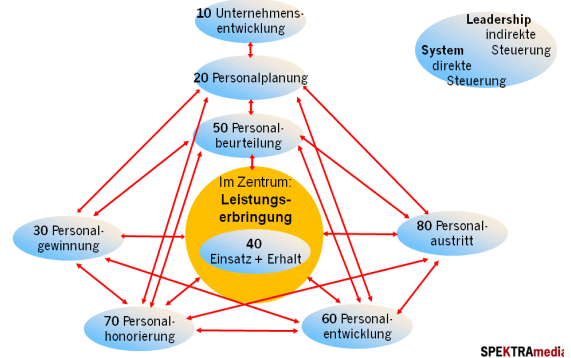 10 Unternehmens-
entwicklung
Leadership
indirekte
Steuerung
System
direkte
Steuerung
20 Personalplanung
50 Personal-
beurteilung
Im Zentrum:
Leistungs-
erbringung
30 Personal-
gewinnung
80 Personal-
austritt
40
Einsatz + Erhalt
70 Personal-
honorierung
60 Personal-
entwicklung
SPEKTRAmedia